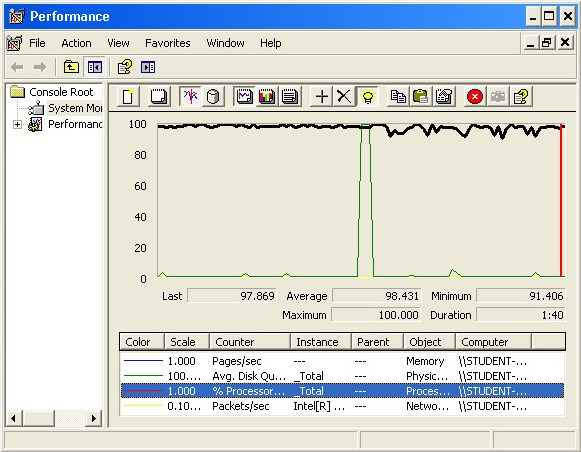 Performance
File Action View Favorites Window Help
Console Root
System Mor
Performanc
100
80
60
40
20
0
Last 97.869 Average 98.431 Minimum 91.406
Maximum 100.000 Duration 1:40
Color Scale Counter Instance Parent Object Computer
1.000 Pages/sec --- --- Memory \\STUDENT-...
100.... Avg. Disk Qu... _Total --- Physic... \\STUDENT-...
1.000 % Processor... _Total --- Proces... \\STUDENT-...
0.10... Packets/sec Intel[R] ... --- Netwo... \\STUDENT-...